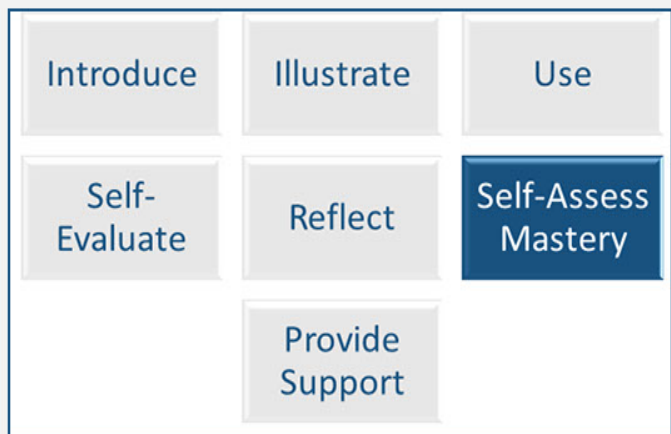 Introduce
Illustrate
Use
Self-
Evaluate
Reflect
Self-Assess
Mastery
Provide
Support